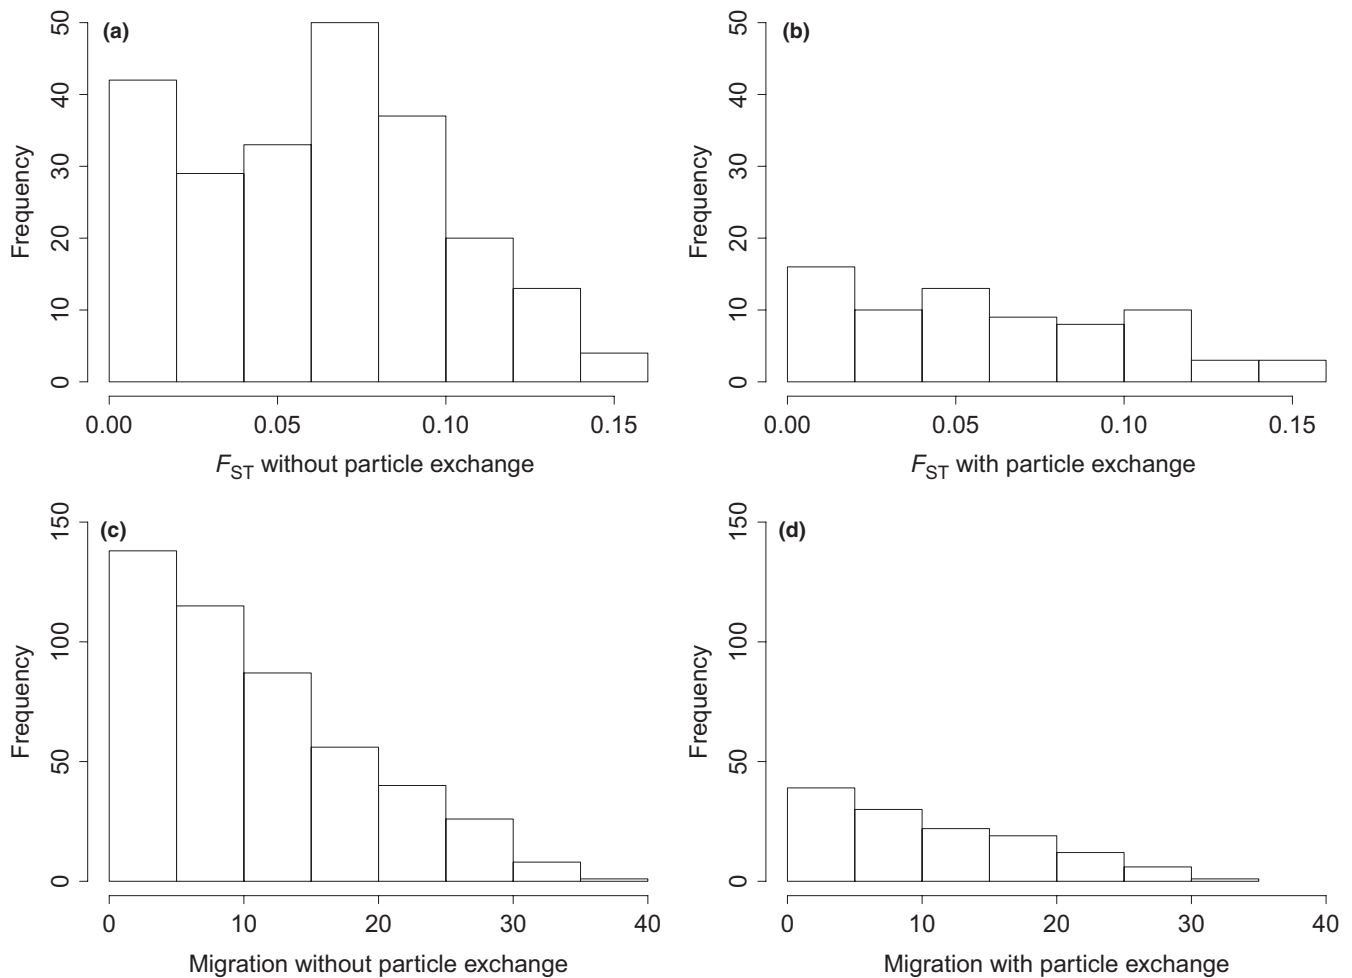 (a)
Frequency
50
40
30
20
10
0
0.00 0.05 0.10 0.15
FST without particle exchange
(b)
Frequency
50
40
30
20
10
0
0.00 0.05 0.10 0.15
FST with particle exchange
(c)
Frequency
150
100
50
0
0 10 20 30 40
Migration without particle exchange
(d)
Frequency
150
100
50
0
0 10 20 30 40
Migration with particle exchange